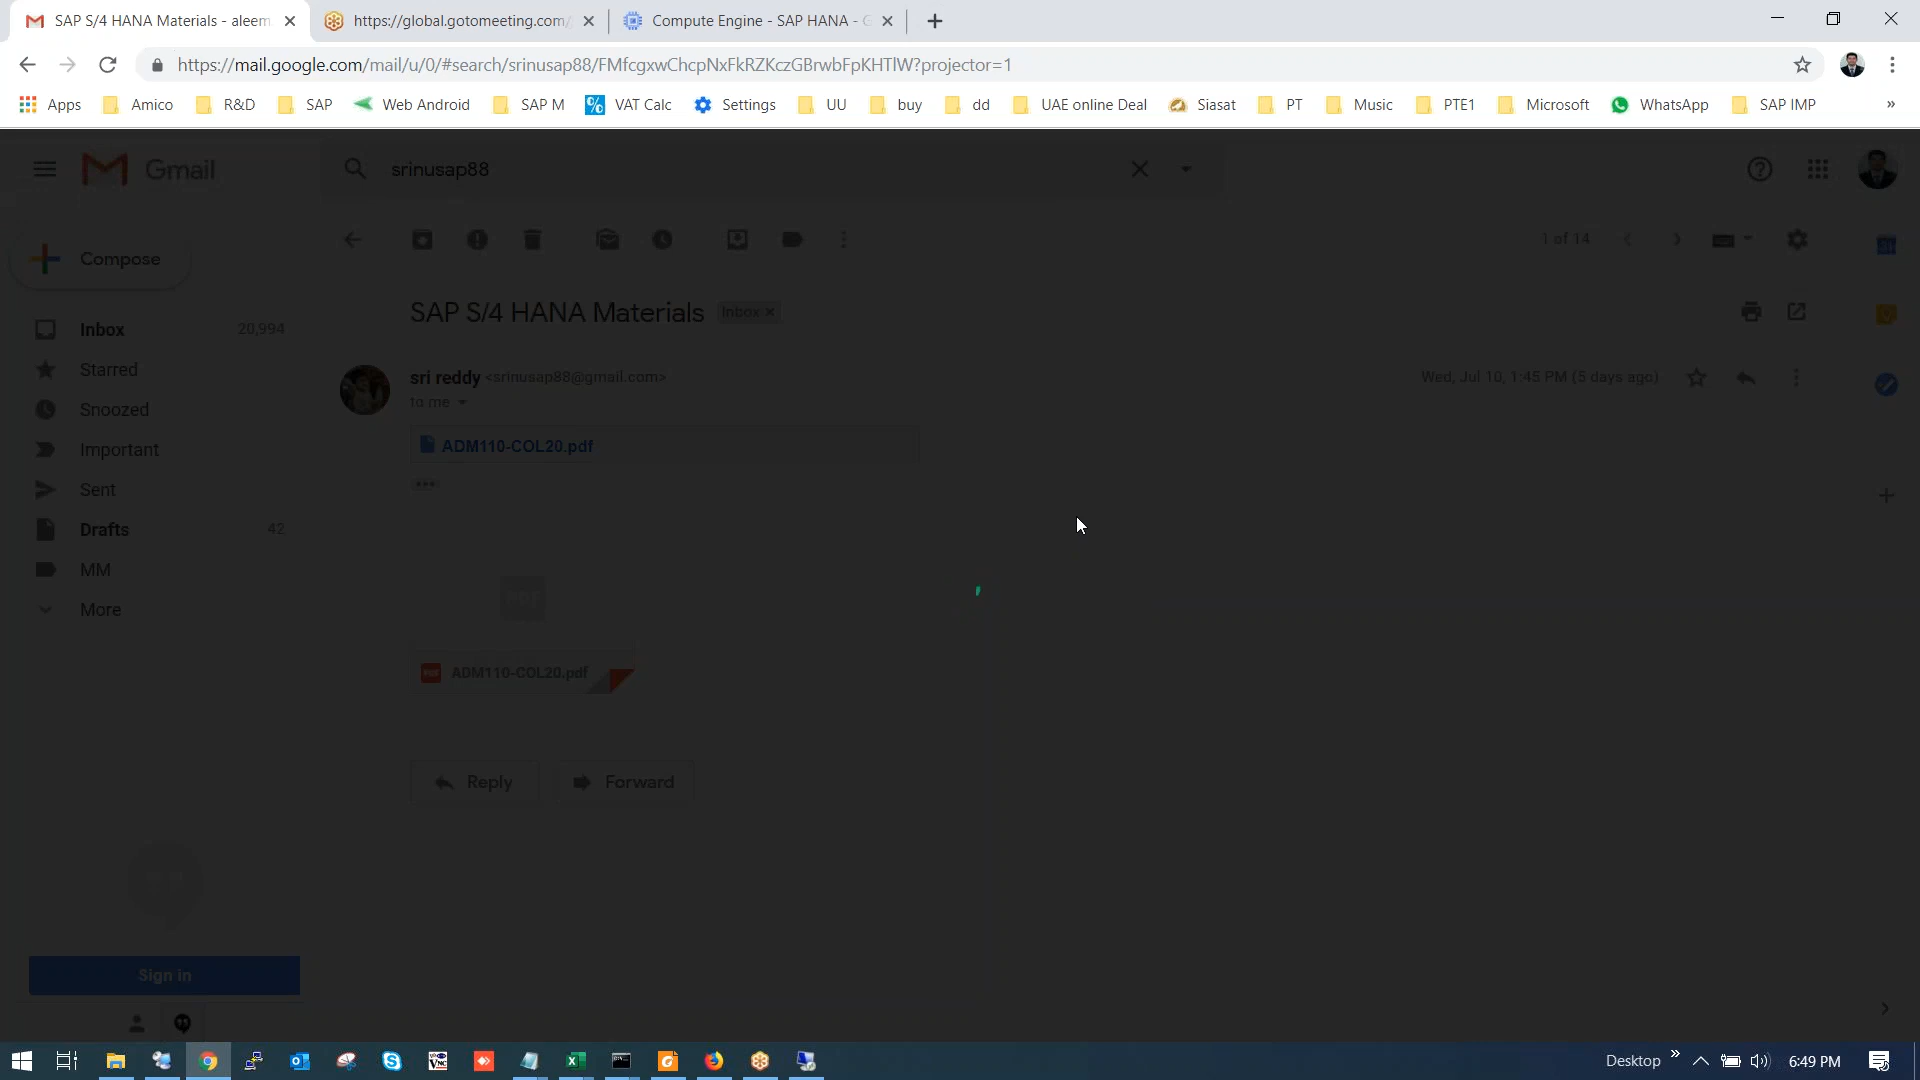 SAP S/4 HANA Materials - aleem
https://global.gotomeeting.com/
Compute Engine - SAP HANA - G
https://mail.google.com/mail/u/0/#search/srinusap88/FMfcgxwChcpNxFkRZKczGBrwbFpKHTlW?projector=1
Apps Amico R&D SAP Web Android SAP M VAT Calc Settings UU buy dd UAE online Deal Siasat PT Music PTE1 Microsoft WhatsApp SAP IMP »
Gmail
srinusap88
Compose
1 of 14
SAP S/4 HANA Materials Inbox ×
Inbox 20,994
Starred
Snoozed
Important
Sent
Drafts 42
MM
More
sri reddy <srinusap88@gmail.com>
Wed, Jul 10, 1:45 PM (5 days ago)
to me
ADM110-COL20.pdf
PDF
ADM110-COL20.pdf
Reply
Forward
Sign in
Desktop » 6:49 PM